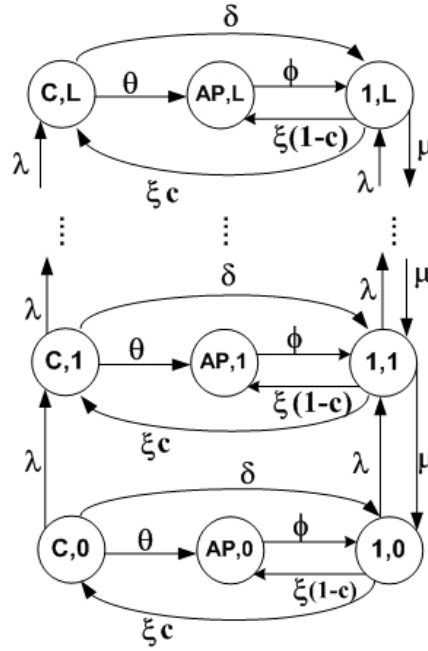 δ
C,L θ AP,L ϕ 1,L
λ ξ(1-c) λ μ
ξc
..... ..... .....
λ δ λ μ
C,1 θ AP,1 ϕ 1,1
ξ(1-c)
ξc
λ δ λ μ
C,0 θ AP,0 ϕ 1,0
ξ(1-c)
ξc